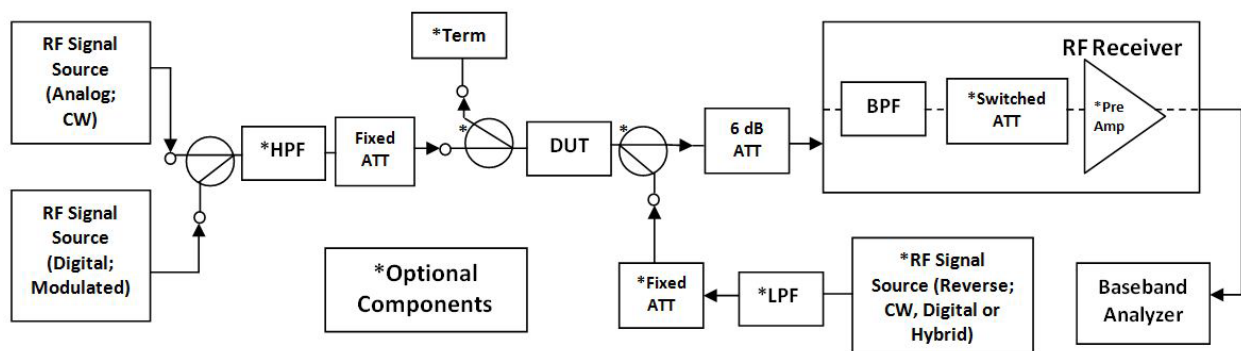 RF Signal
Source
(Analog;
CW)
RF Signal
Source
(Digital;
Modulated)
*HPF
Fixed
ATT
*Term
*
DUT
*
6 dB
ATT
RF Receiver
BPF
*Switched
ATT
*Pre
Amp
*Optional
Components
*Fixed
ATT
*LPF
*RF Signal
Source (Reverse;
CW, Digital or
Hybrid)
Baseband
Analyzer